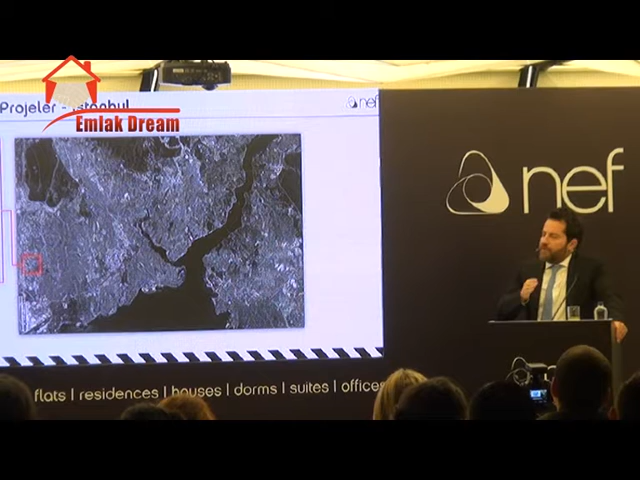 Projeler - İstanbul
nef
Emlak Dream
nef
flats | residences | houses | dorms | suites | offices